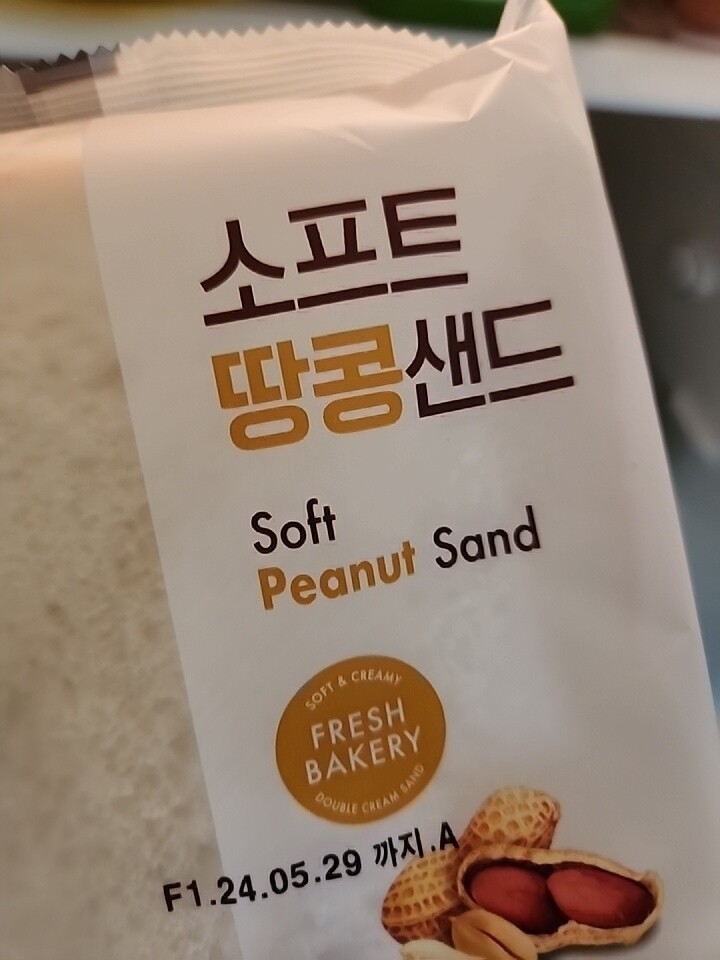 소프트
땅콩샌드
Soft
Peanut Sand
SOFT & CREAMY
FRESH
BAKERY
DOUBLE CREAM SAND
F1.24.05.29 까지.A